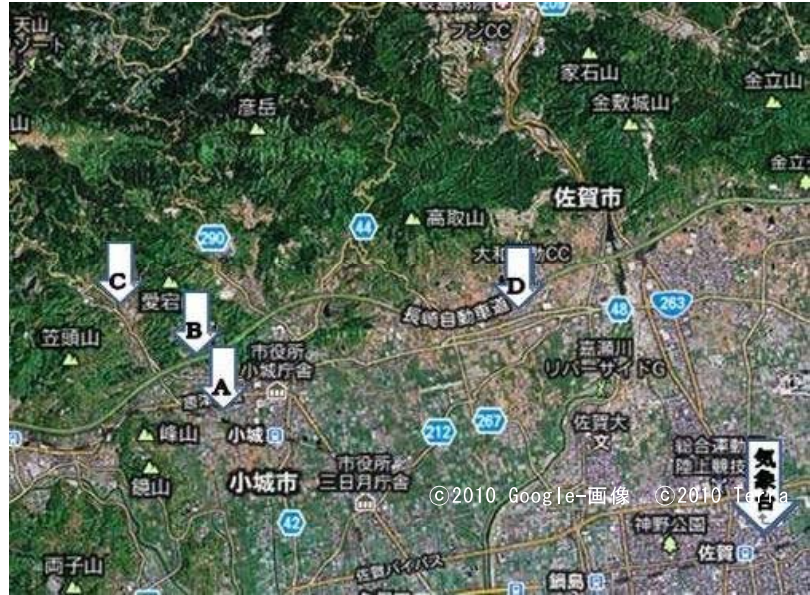 天山
ゾート
209
フンCC
家石山
金立山
彦岳
金敷城山
山
金立
佐賀市
44
高取山
290
大和
CC
C
D
愛宕
長崎自動車道
48
263
B
笠頭山
市役所
小城庁舎
嘉瀬川
リバーサイドG
A
267
212
佐賀大
文
峰山
小城
総合運動
陸上競技
気象台
鏡山
小城市
市役所
三日月庁舎
©2010 Google-画像 ©2010 Terra
42
神野公園
佐賀
両子山
佐賀バイパス
鍋島